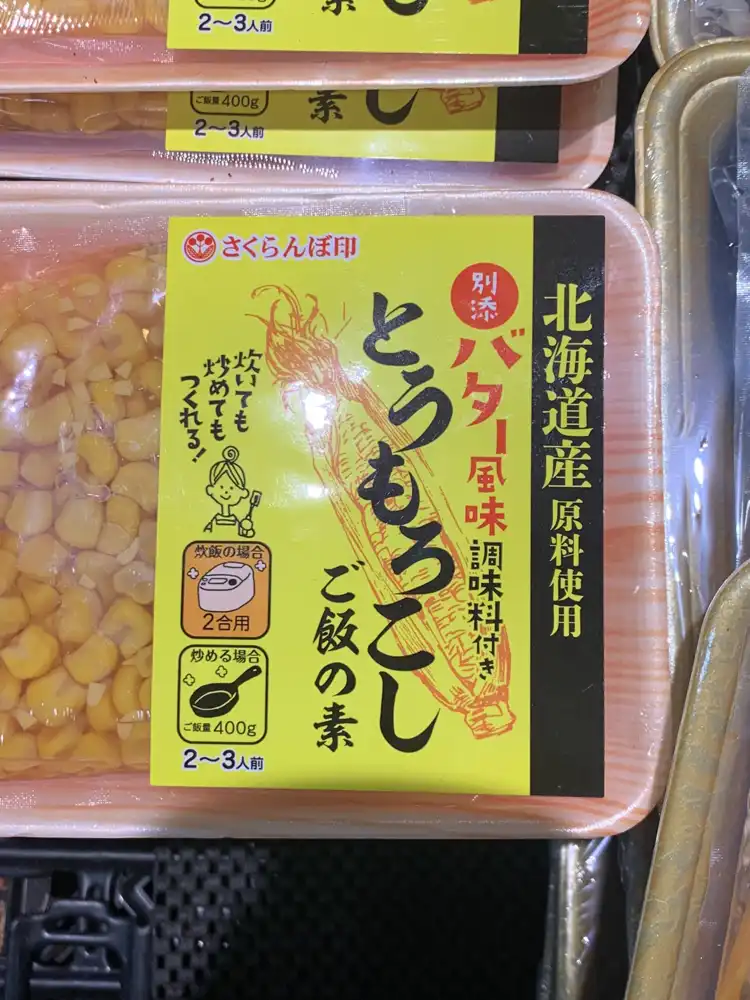 素
2〜3人前
ご飯量400g
素
2〜3人前
さくらんぼ印
北海道産原料使用
別添
バター風味調味料付き
とうもろこし
ご飯の素
炊いても
炒めても
つくれる!
炊飯の場合
2合用
炒める場合
ご飯量400g
2〜3人前